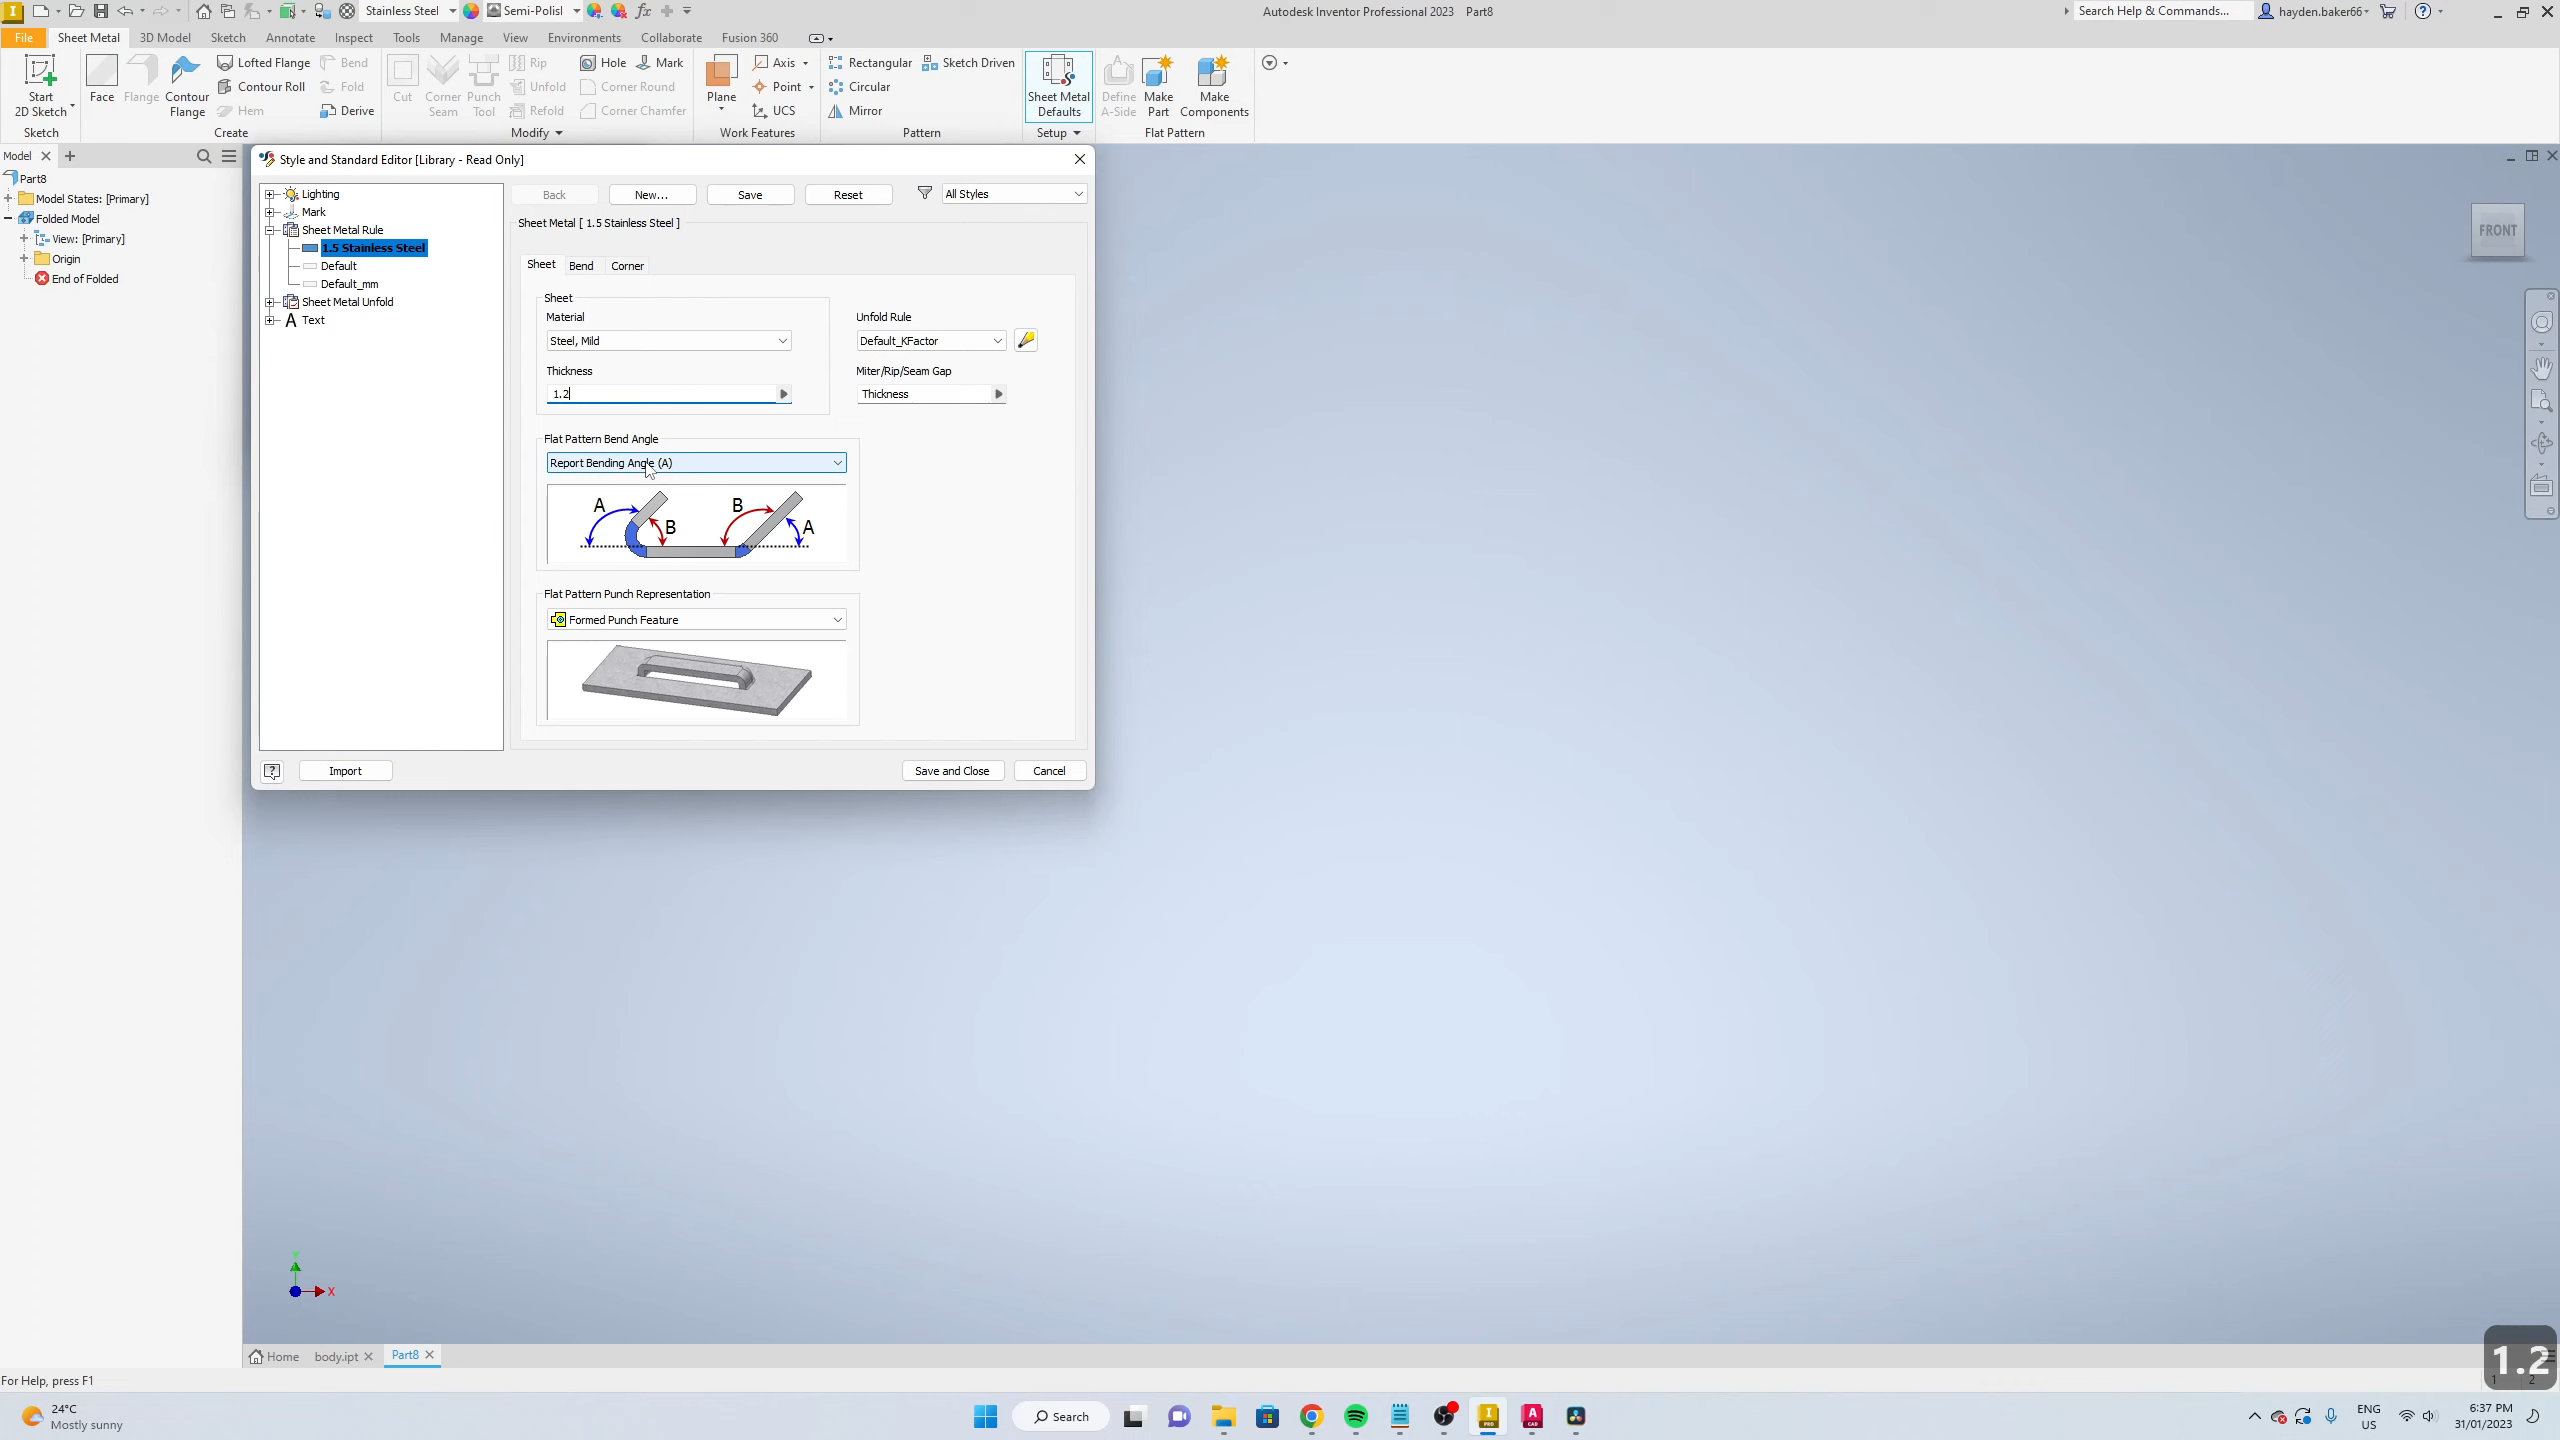 Stainless Steel Semi-Polisl fx Autodesk Inventor Professional 2023 Part8 Search Help & Commands... hayden.baker66
File Sheet Metal 3D Model Sketch Annotate Inspect Tools Manage View Environments Collaborate Fusion 360
Start
2D Sketch
Face
Flange
Contour
Flange
Lofted Flange
Contour Roll
Hem
Bend
Fold
Derive
Cut
Corner
Seam
Punch
Tool
Rip
Unfold
Refold
Hole Mark
Corner Round
Corner Chamfer
Plane
Axis
Point
UCS
Rectangular
Circular
Mirror
Sketch Driven
Sheet Metal
Defaults
Define
A-Side
Make
Part
Make
Components
Sketch Create Modify Work Features Pattern Setup Flat Pattern
Model
Part8
Model States: [Primary]
Folded Model
View: [Primary]
Origin
End of Folded
Style and Standard Editor [Library - Read Only]
Lighting
Mark
Sheet Metal Rule
1.5 Stainless Steel
Default
Default_mm
Sheet Metal Unfold
A Text
Back New... Save Reset All Styles
Sheet Metal [ 1.5 Stainless Steel ]
Sheet Bend Corner
Sheet
Material
Steel, Mild
Thickness
1.2
Unfold Rule
Default_KFactor
Miter/Rip/Seam Gap
Thickness
Flat Pattern Bend Angle
Report Bending Angle (A)
A B B A
Flat Pattern Punch Representation
Formed Punch Feature
Import Save and Close Cancel
FRONT
Y
X
Home body.ipt Part8
For Help, press F1
1 2
1.2
24°C
Mostly sunny
Search
ENG
US
6:37 PM
31/01/2023